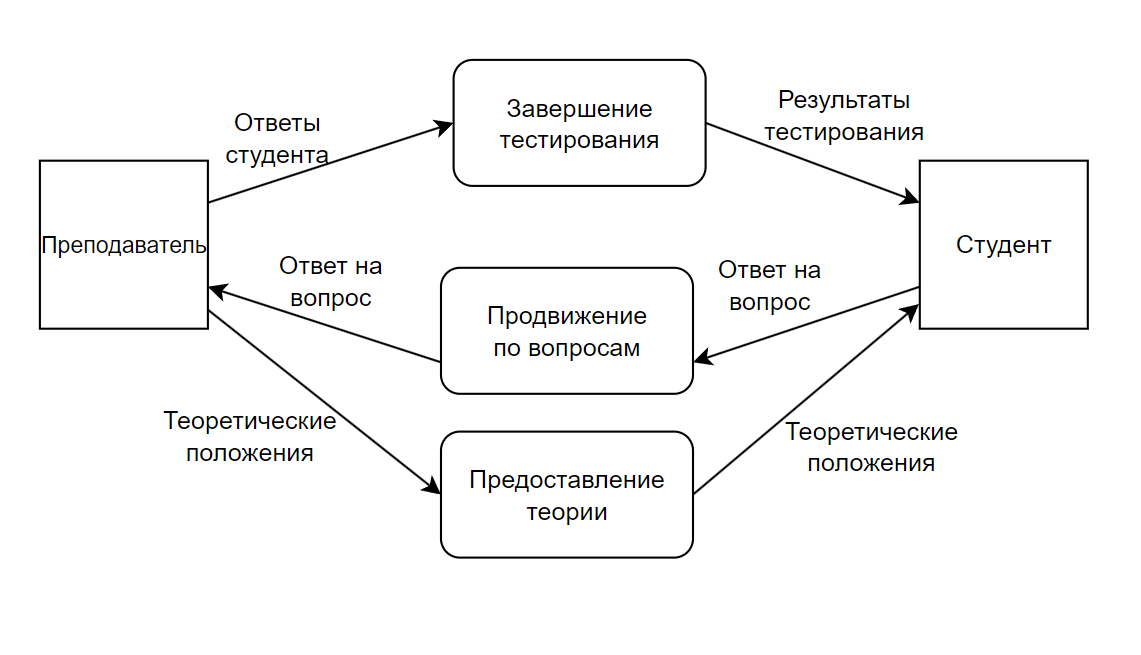 Завершение
тестирования
Результаты
тестирования
Ответы
студента
Преподаватель
Студент
Ответ на
вопрос
Ответ на
вопрос
Продвижение
по вопросам
Теоретические
положения
Теоретические
положения
Предоставление
теории